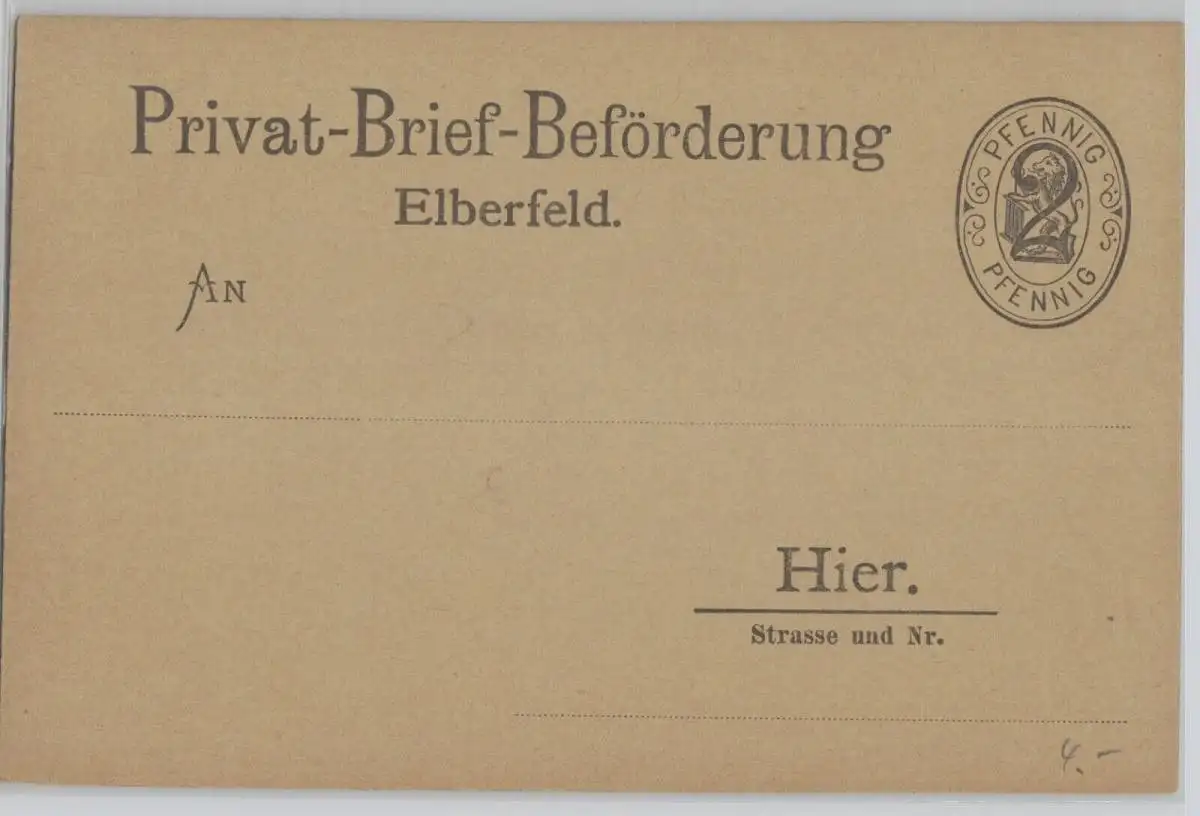 Privat-Brief-Beförderung
Elberfeld.
PFENNIG
2
PFENNIG
AN
Hier.
Strasse und Nr.
4.-